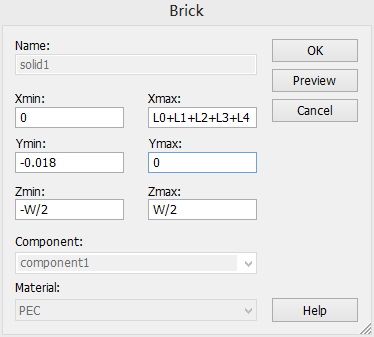 Brick
Name:
solid1
OK
Preview
Cancel
Xmin:
Xmax:
0
L0+L1+L2+L3+L4
Ymin:
Ymax:
-0.018
0
Zmin:
Zmax:
-W/2
W/2
Component:
component1
Material:
PEC
Help